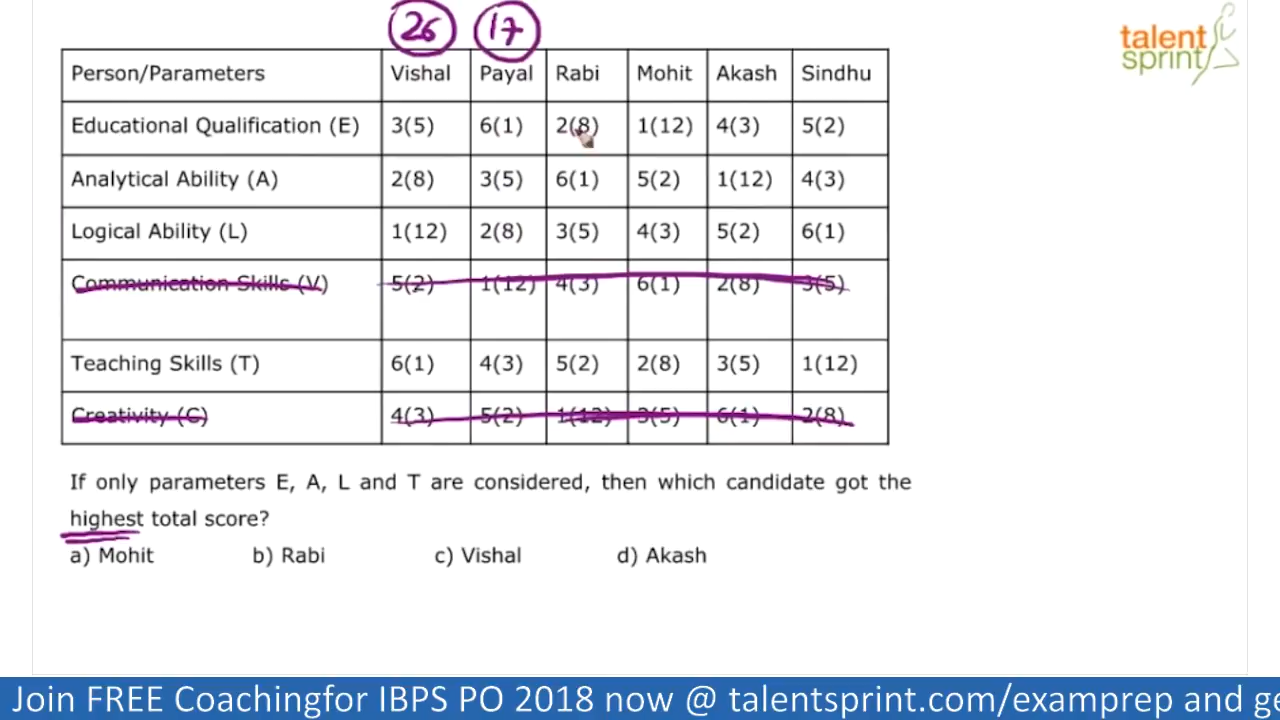 26 17
talent
sprint
Person/Parameters Vishal Payal Rabi Mohit Akash Sindhu
Educational Qualification (E) 3(5) 6(1) 2(8) 1(12) 4(3) 5(2)
Analytical Ability (A) 2(8) 3(5) 6(1) 5(2) 1(12) 4(3)
Logical Ability (L) 1(12) 2(8) 3(5) 4(3) 5(2) 6(1)
Communication Skills (V) 5(2) 1(12) 4(3) 6(1) 2(8) 3(5)
Teaching Skills (T) 6(1) 4(3) 5(2) 2(8) 3(5) 1(12)
Creativity (C) 4(3) 5(2) 1(12) 3(5) 6(1) 2(8)
If only parameters E, A, L and T are considered, then which candidate got the
highest total score?
a) Mohit b) Rabi c) Vishal d) Akash
Join FREE Coachingfor IBPS PO 2018 now @ talentsprint.com/examprep and ge